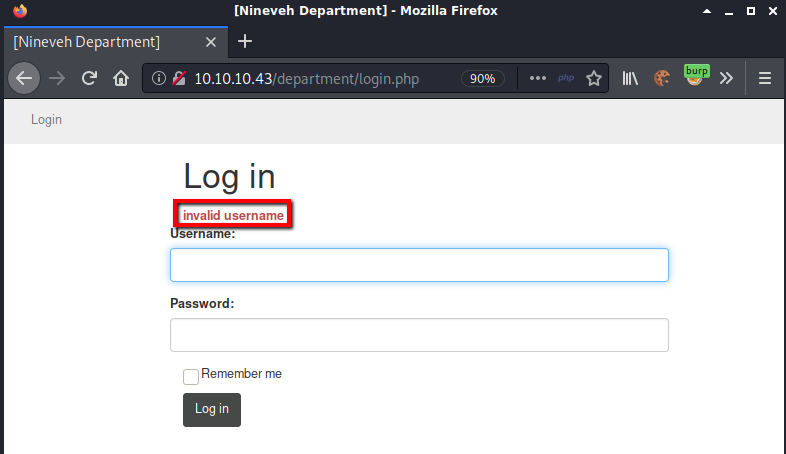 [Nineveh Department] - Mozilla Firefox
[Nineveh Department]
10.10.10.43/department/login.php 90% php burp
Login
Log in
invalid username
Username:
Password:
Remember me
Log in